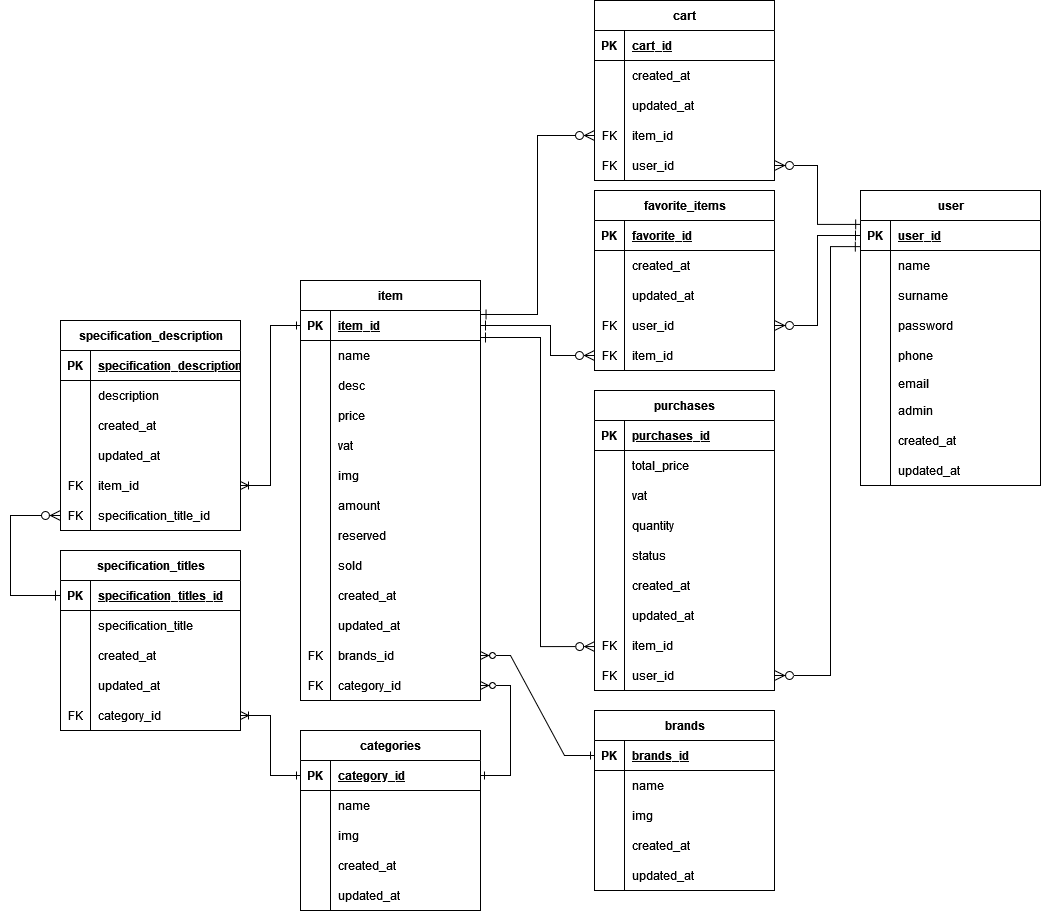 cart
PK cart_id
created_at
updated_at
FK item_id
FK user_id
favorite_items
PK favorite_id
created_at
updated_at
FK user_id
FK item_id
user
PK user_id
name
surname
password
phone
email
admin
created_at
updated_at
item
PK item_id
name
desc
price
vat
img
amount
reserved
sold
created_at
updated_at
FK brands_id
FK category_id
specification_description
PK specification_description
description
created_at
updated_at
FK item_id
FK specification_title_id
specification_titles
PK specification_titles_id
specification_title
created_at
updated_at
FK category_id
purchases
PK purchases_id
total_price
vat
quantity
status
created_at
updated_at
FK item_id
FK user_id
categories
PK category_id
name
img
created_at
updated_at
brands
PK brands_id
name
img
created_at
updated_at